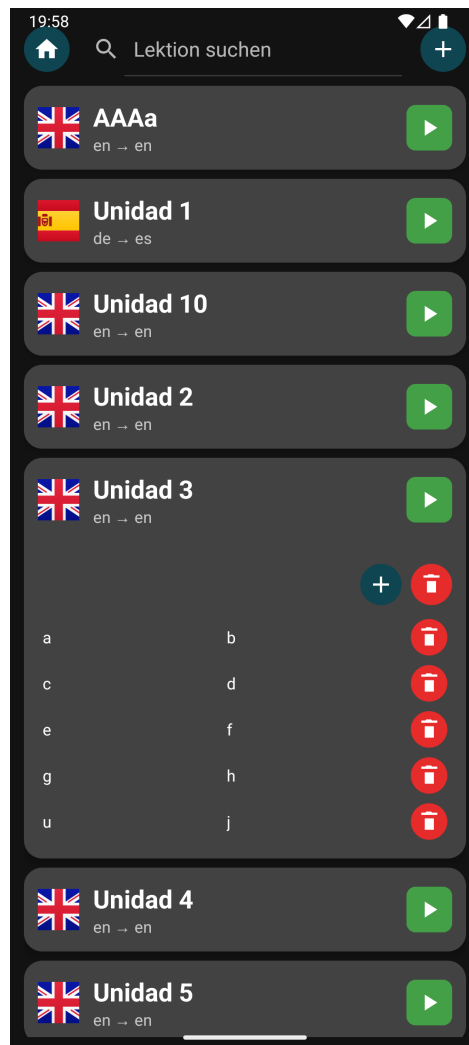 19:58
Lektion suchen
AAAa
en → en
Unidad 1
de → es
Unidad 10
en → en
Unidad 2
en → en
Unidad 3
en → en
a b
c d
e f
g h
u j
Unidad 4
en → en
Unidad 5
en → en